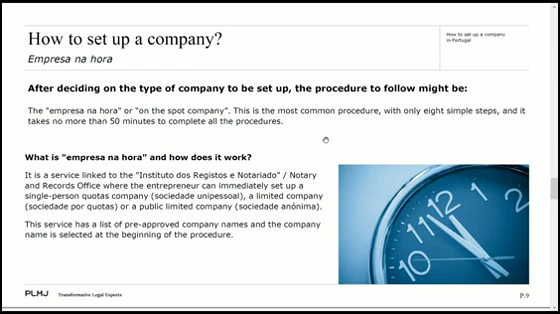 How to set up a company?
Empresa na hora
How to set up a company
in Portugal
After deciding on the type of company to be set up, the procedure to follow might be:
The "empresa na hora" or "on the spot company". This is the most common procedure, with only eight simple steps, and it
takes no more than 50 minutes to complete all the procedures.
What is "empresa na hora" and how does it work?
It is a service linked to the "Instituto dos Registos e Notariado" / Notary
and Records Office where the entrepreneur can immediately set up a
single-person quotas company (sociedade unipessoal), a limited company
(sociedade por quotas) or a public limited company (sociedade anónima).
This service has a list of pre-approved company names and the company
name is selected at the beginning of the procedure.
10 11 12 1 2
PLMJ
Transformative Legal Experts
P.9